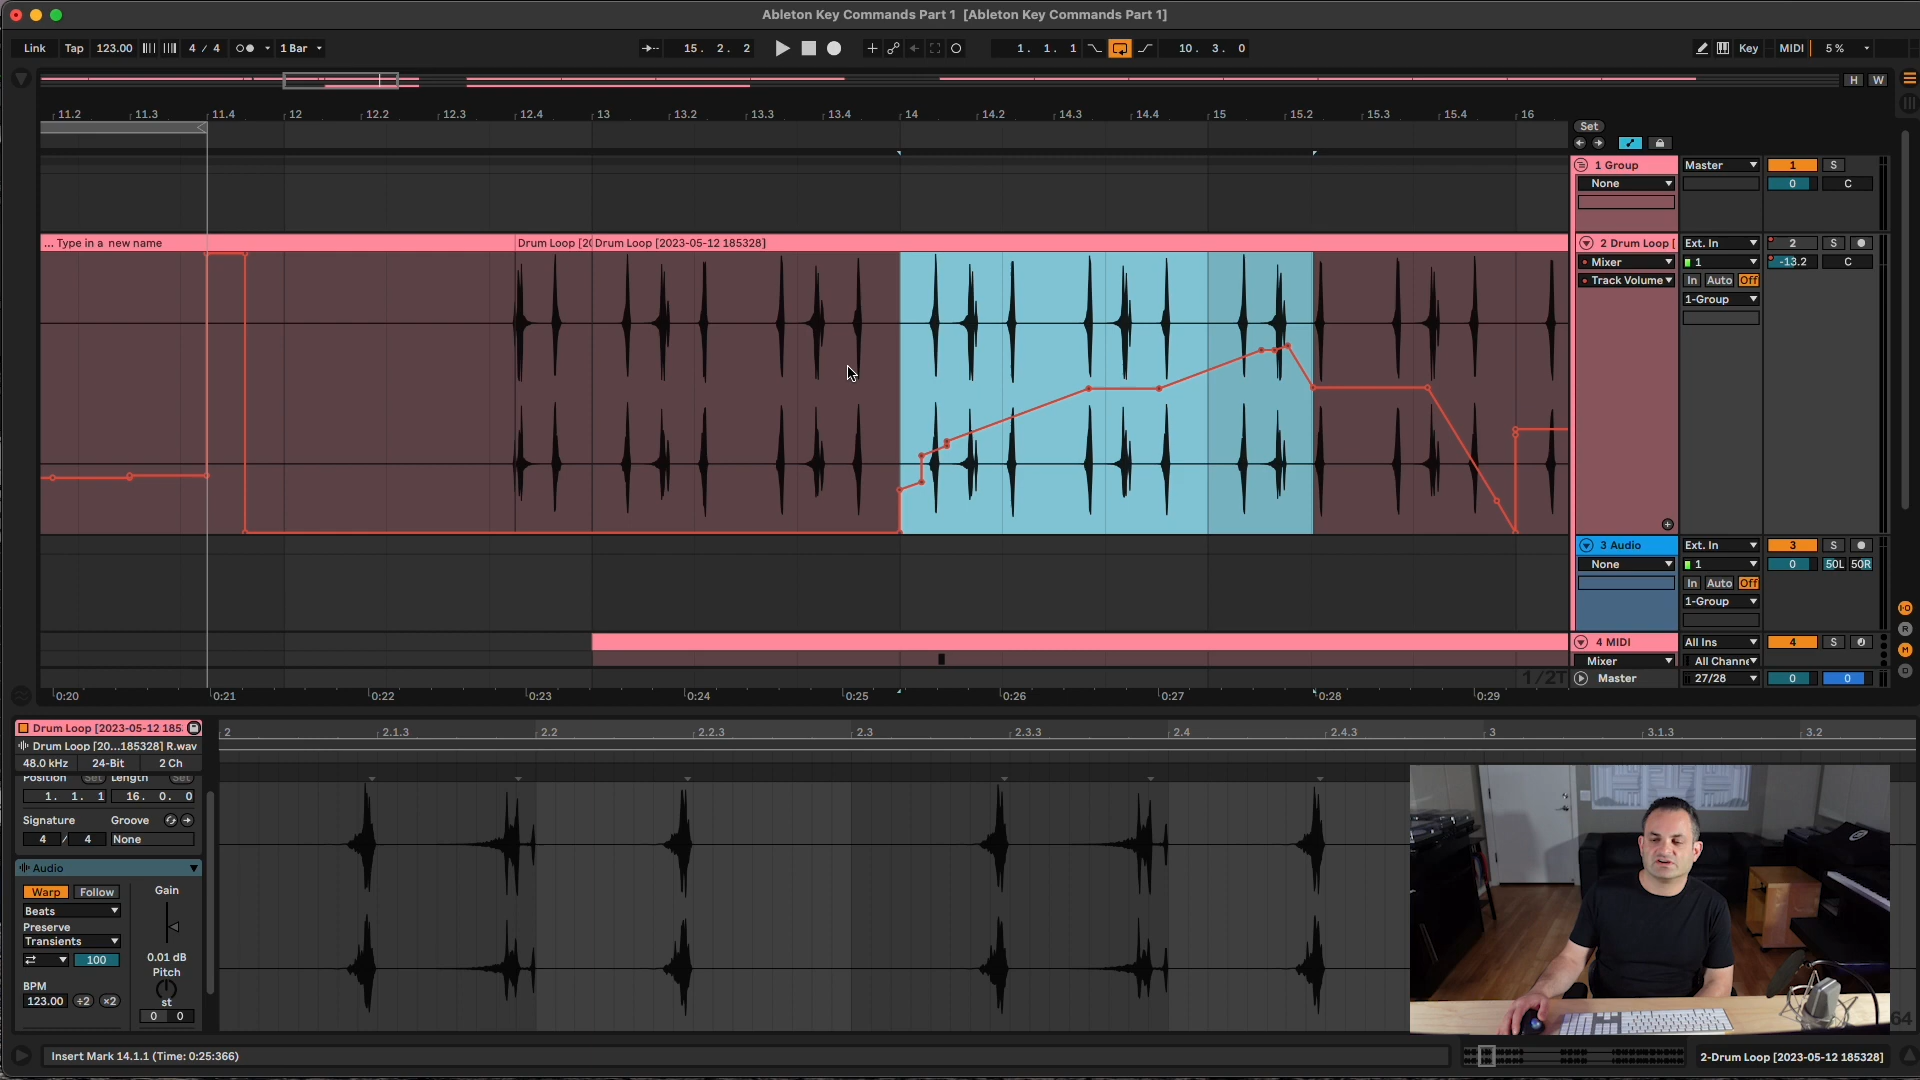 Ableton Key Commands Part 1 [Ableton Key Commands Part 1]
Link Tap 123.00 4 / 4 1 Bar 15. 2. 2 1. 1. 1 10. 3. 0 Key MIDI 5 %
H W
11.2 11.3 11.4 12 12.2 12.3 12.4 13 13.2 13.3 13.4 14 14.2 14.3 14.4 15 15.2 15.3 15.4 16
Set
1 Group Master 1 S
None 0 C
... Type in a new name Drum Loop [20 Drum Loop [2023-05-12 185328]
2 Drum Loop [ Ext. In 2 S
Mixer 1 -13.2 C
Track Volume In Auto Off
1-Group
3 Audio Ext. In 3 S
None 1 0 50L 50R
In Auto Off
1-Group
4 MIDI All Ins 4 S
Mixer All Channe
1/2T Master 27/28 0 0
I·O
R
M
D
0:20 0:21 0:22 0:23 0:24 0:25 0:26 0:27 0:28 0:29
Drum Loop [2023-05-12 185.
Drum Loop [20...185328] R.wav
48.0 kHz 24-Bit 2 Ch
Position Set Length Set
1. 1. 1 16. 0. 0
Signature Groove
4 / 4 None
Audio
Warp Follow Gain
Beats
Preserve
Transients
100 0.01 dB
Pitch
BPM st
123.00 ÷2 ×2
0 0
2 2.1.3 2.2 2.2.3 2.3 2.3.3 2.4 2.4.3 3 3.1.3 3.2
64
Insert Mark 14.1.1 (Time: 0:25:366)
2-Drum Loop [2023-05-12 185328]